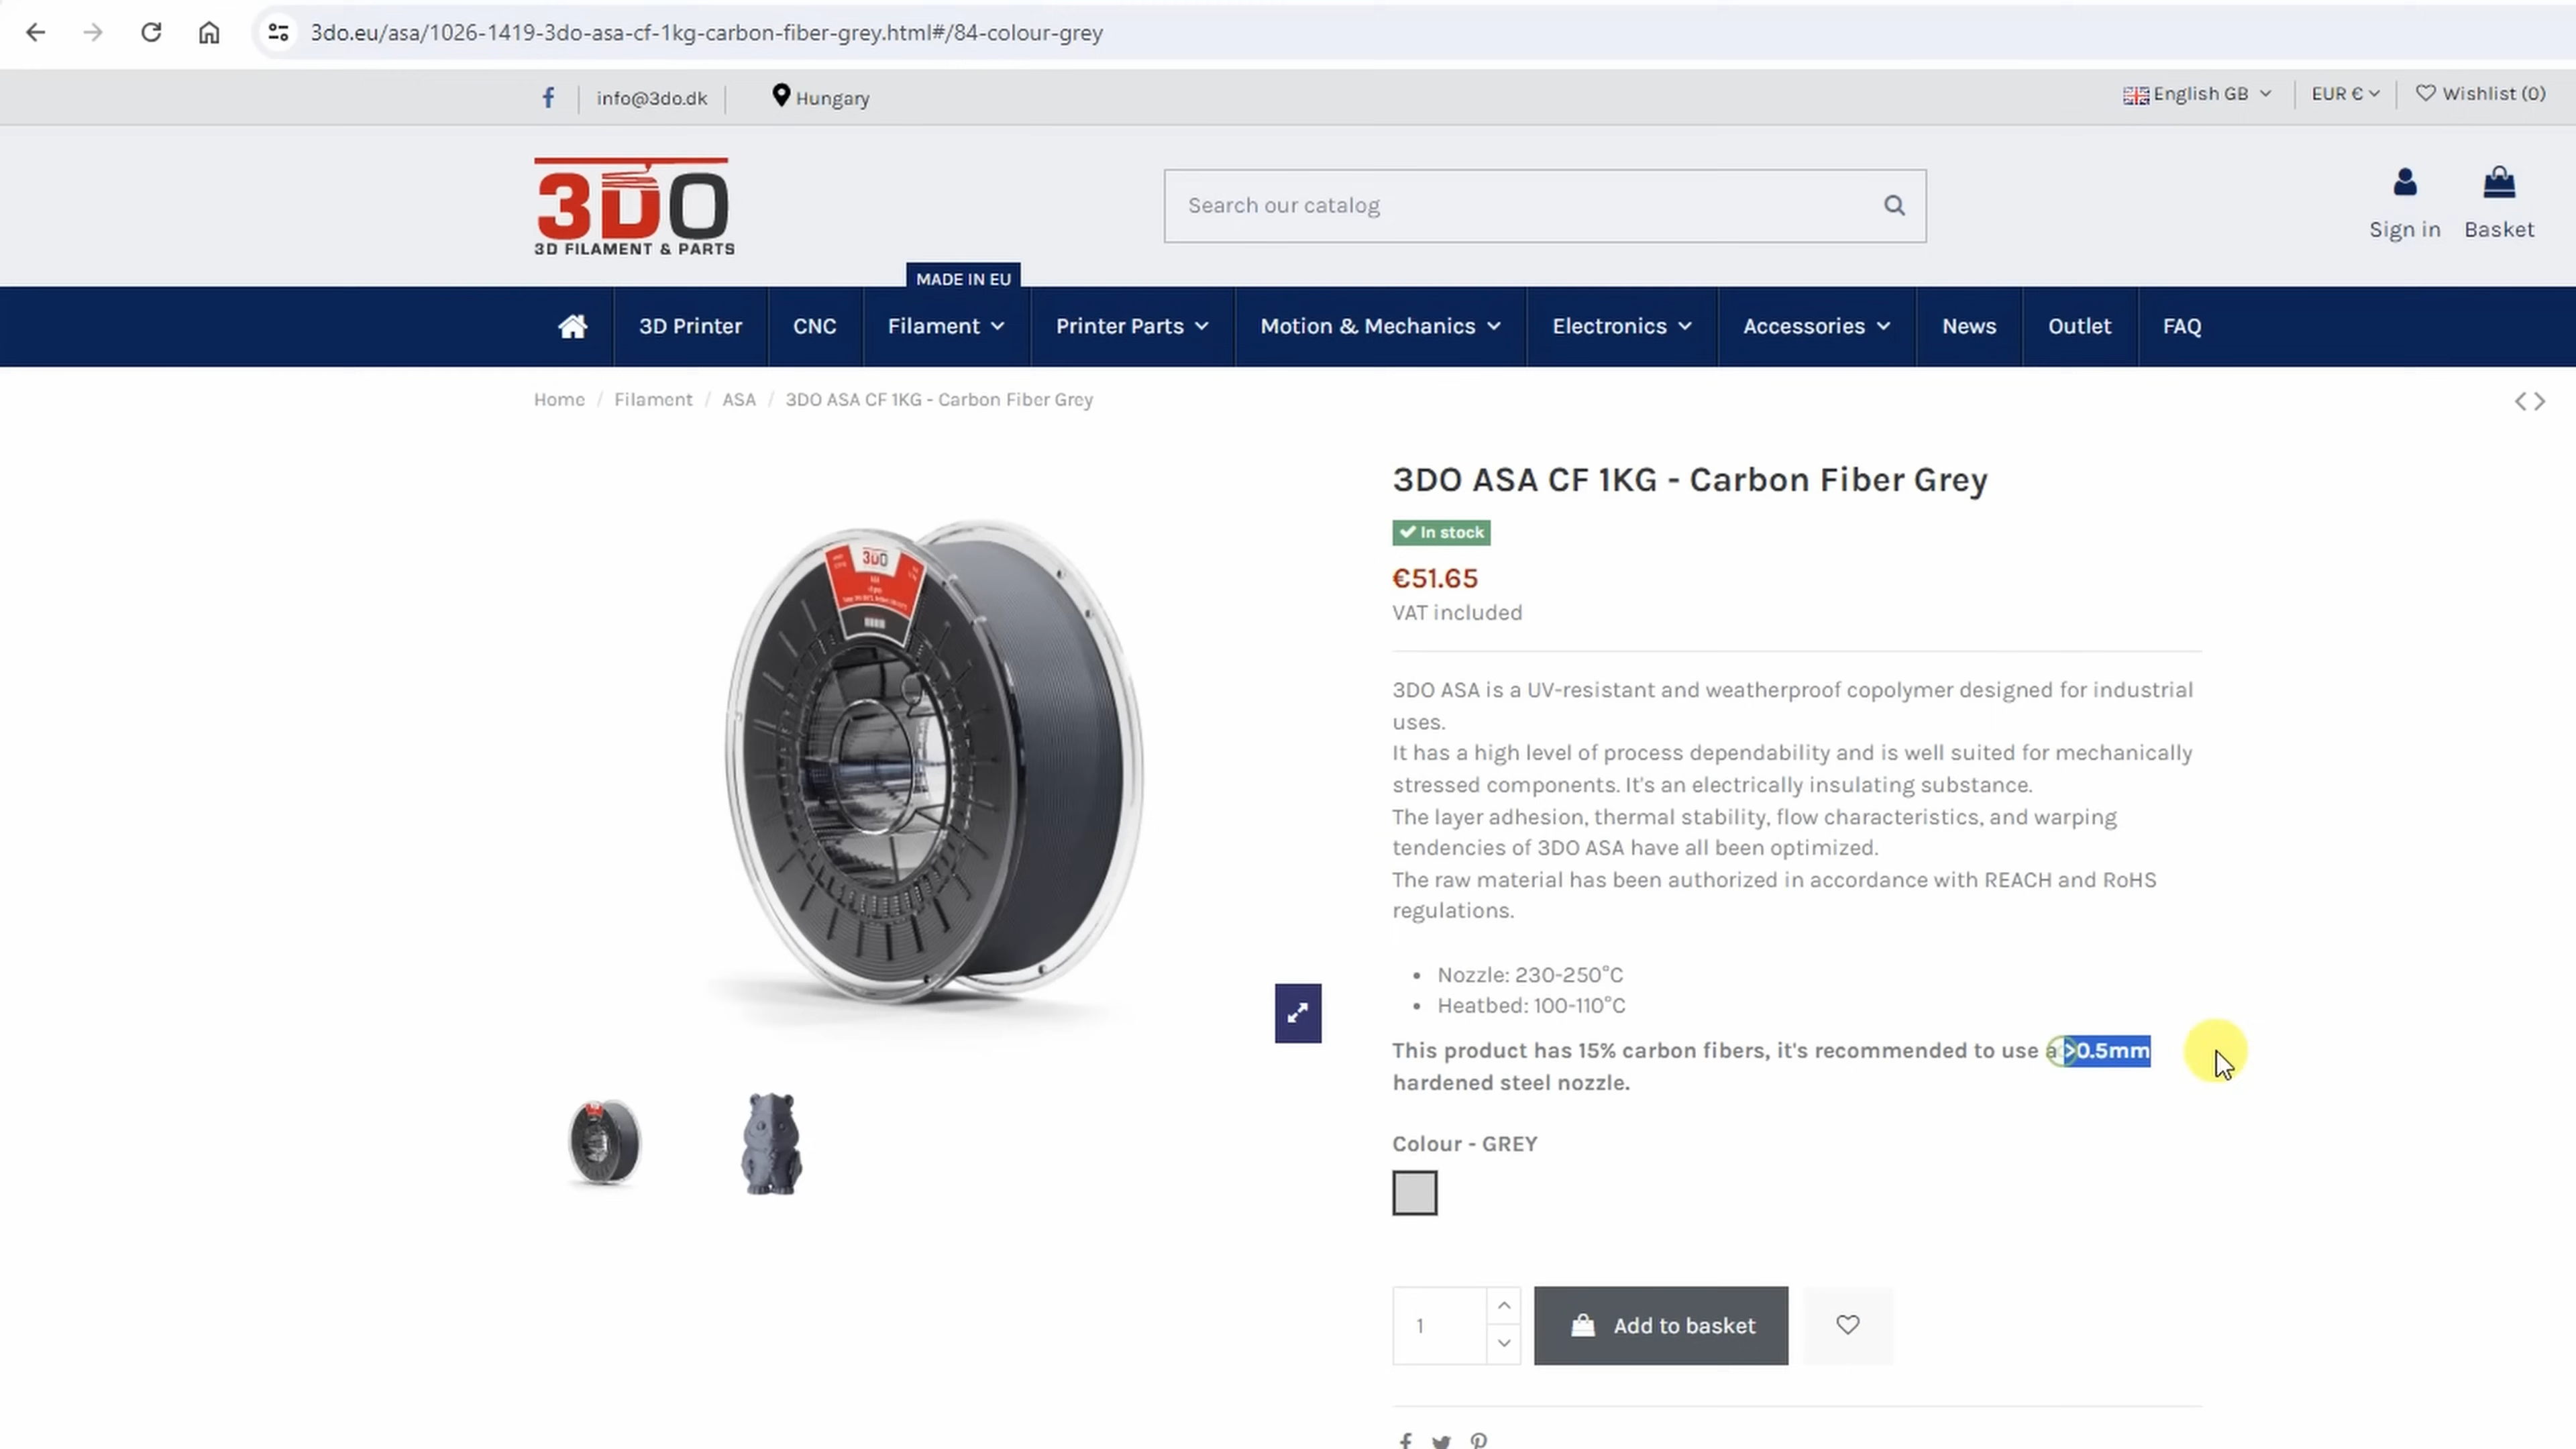 3do.eu/asa/1026-1419-3do-asa-cf-1kg-carbon-fiber-grey.html#/84-colour-grey
info@3do.dk
Hungary
English GB
EUR €
Wishlist (0)
3DO
3D FILAMENT & PARTS
Search our catalog
Sign in
Basket
MADE IN EU
3D Printer
CNC
Filament
Printer Parts
Motion & Mechanics
Electronics
Accessories
News
Outlet
FAQ
Home / Filament / ASA / 3DO ASA CF 1KG - Carbon Fiber Grey
3DO ASA CF 1KG - Carbon Fiber Grey
In stock
€51.65
VAT included
3DO
3DO ASA is a UV-resistant and weatherproof copolymer designed for industrial
uses.
It has a high level of process dependability and is well suited for mechanically
stressed components. It's an electrically insulating substance.
The layer adhesion, thermal stability, flow characteristics, and warping
tendencies of 3DO ASA have all been optimized.
The raw material has been authorized in accordance with REACH and RoHS
regulations.
• Nozzle: 230-250°C
• Heatbed: 100-110°C
This product has 15% carbon fibers, it's recommended to use a >0.5mm
hardened steel nozzle.
Colour - GREY
1
Add to basket